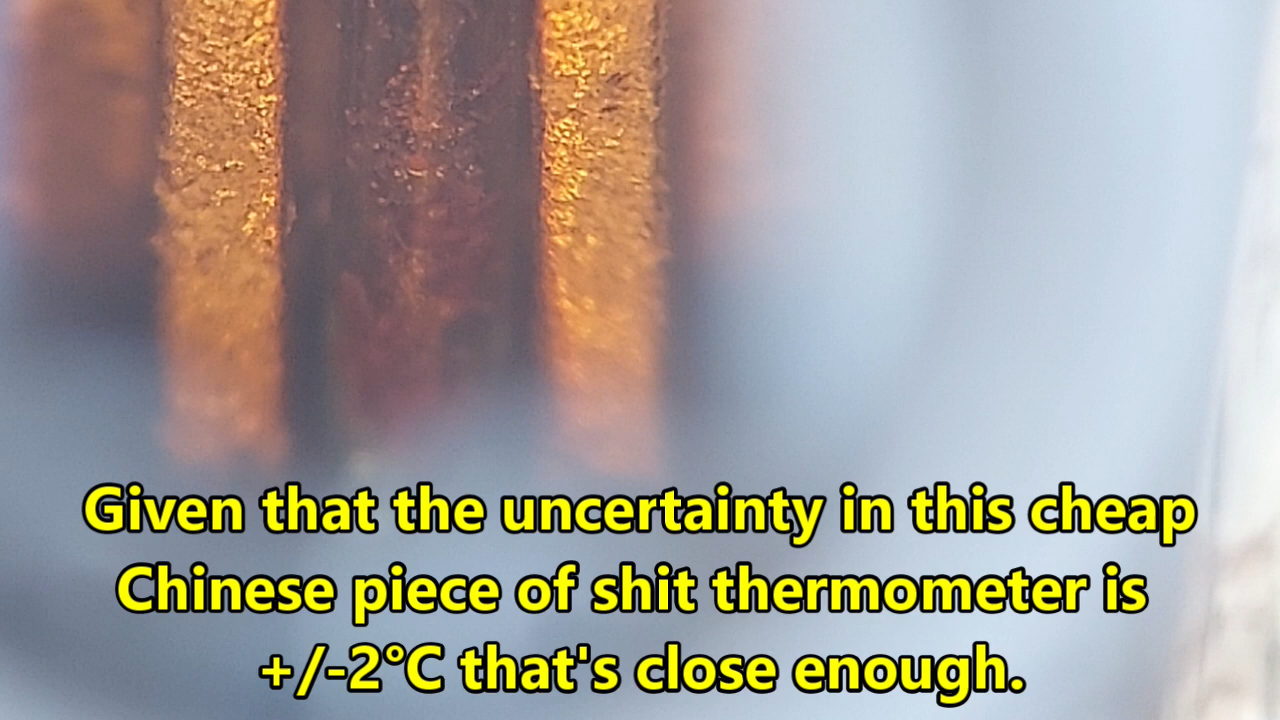 Given that the uncertainty in this cheap
Chinese piece of shit thermometer is
+/-2°C that's close enough.